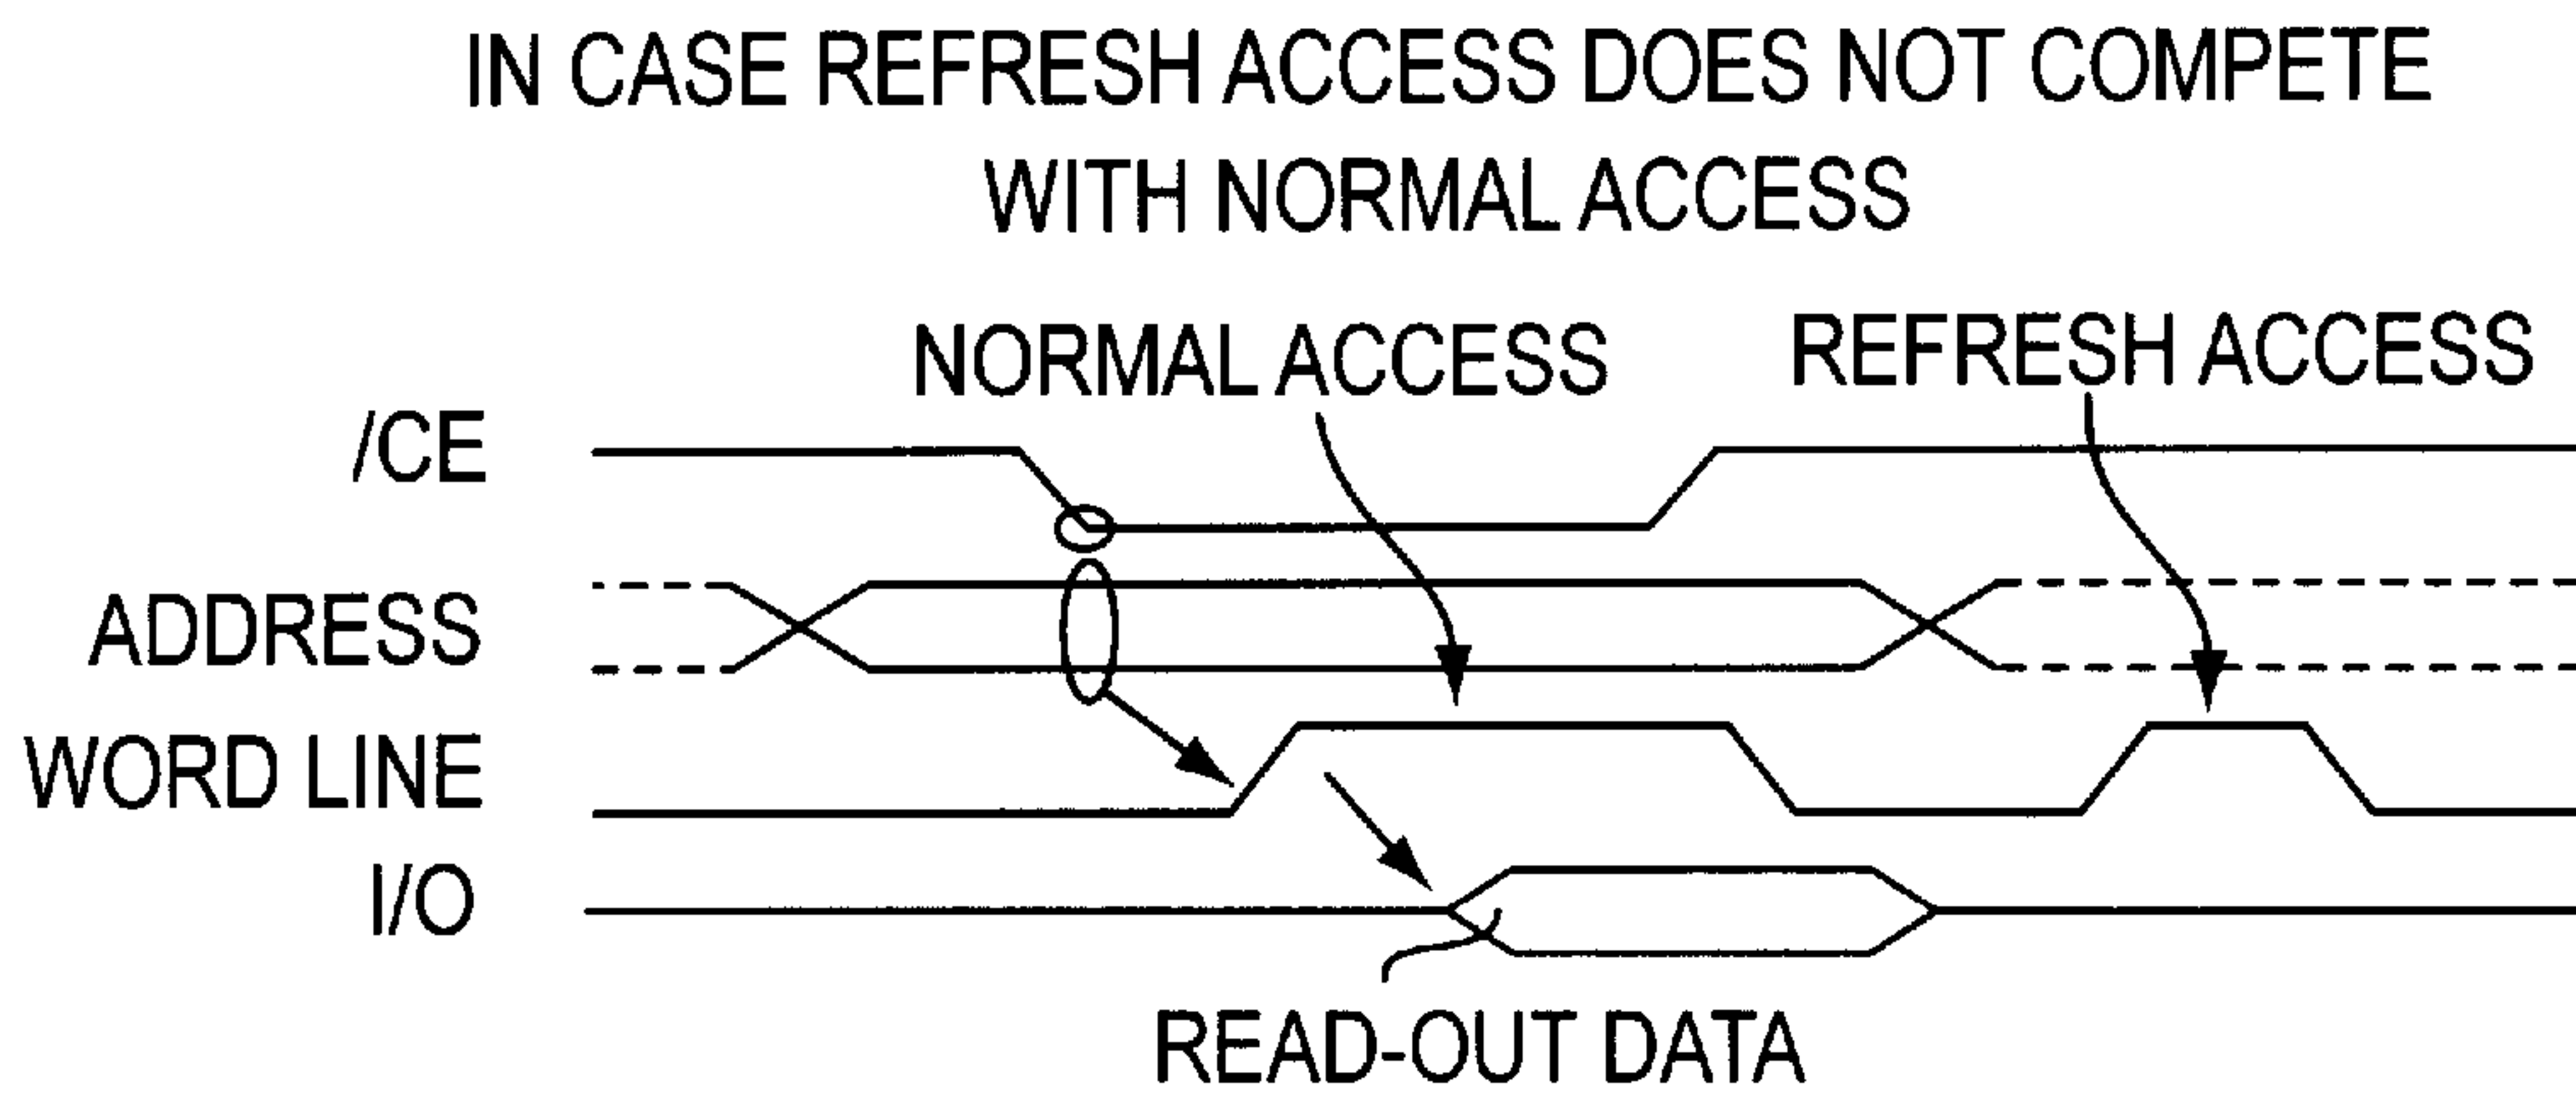 IN CASE REFRESH ACCESS DOES NOT COMPETE
WITH NORMAL ACCESS
NORMAL ACCESS
REFRESH ACCESS
/CE
ADDRESS
WORD LINE
I/O
READ-OUT DATA